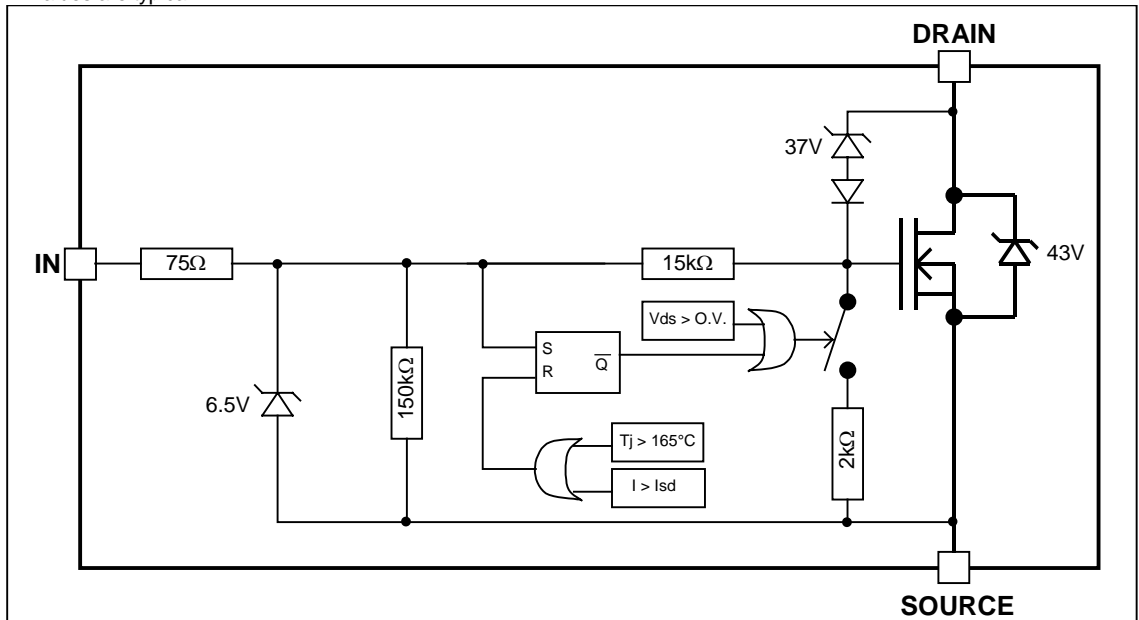 DRAIN
37V
43V
IN
75Ω
15kΩ
Vds > O.V.
S
R
Q
150kΩ
6.5V
Tj > 165°C
I > Isd
2kΩ
SOURCE